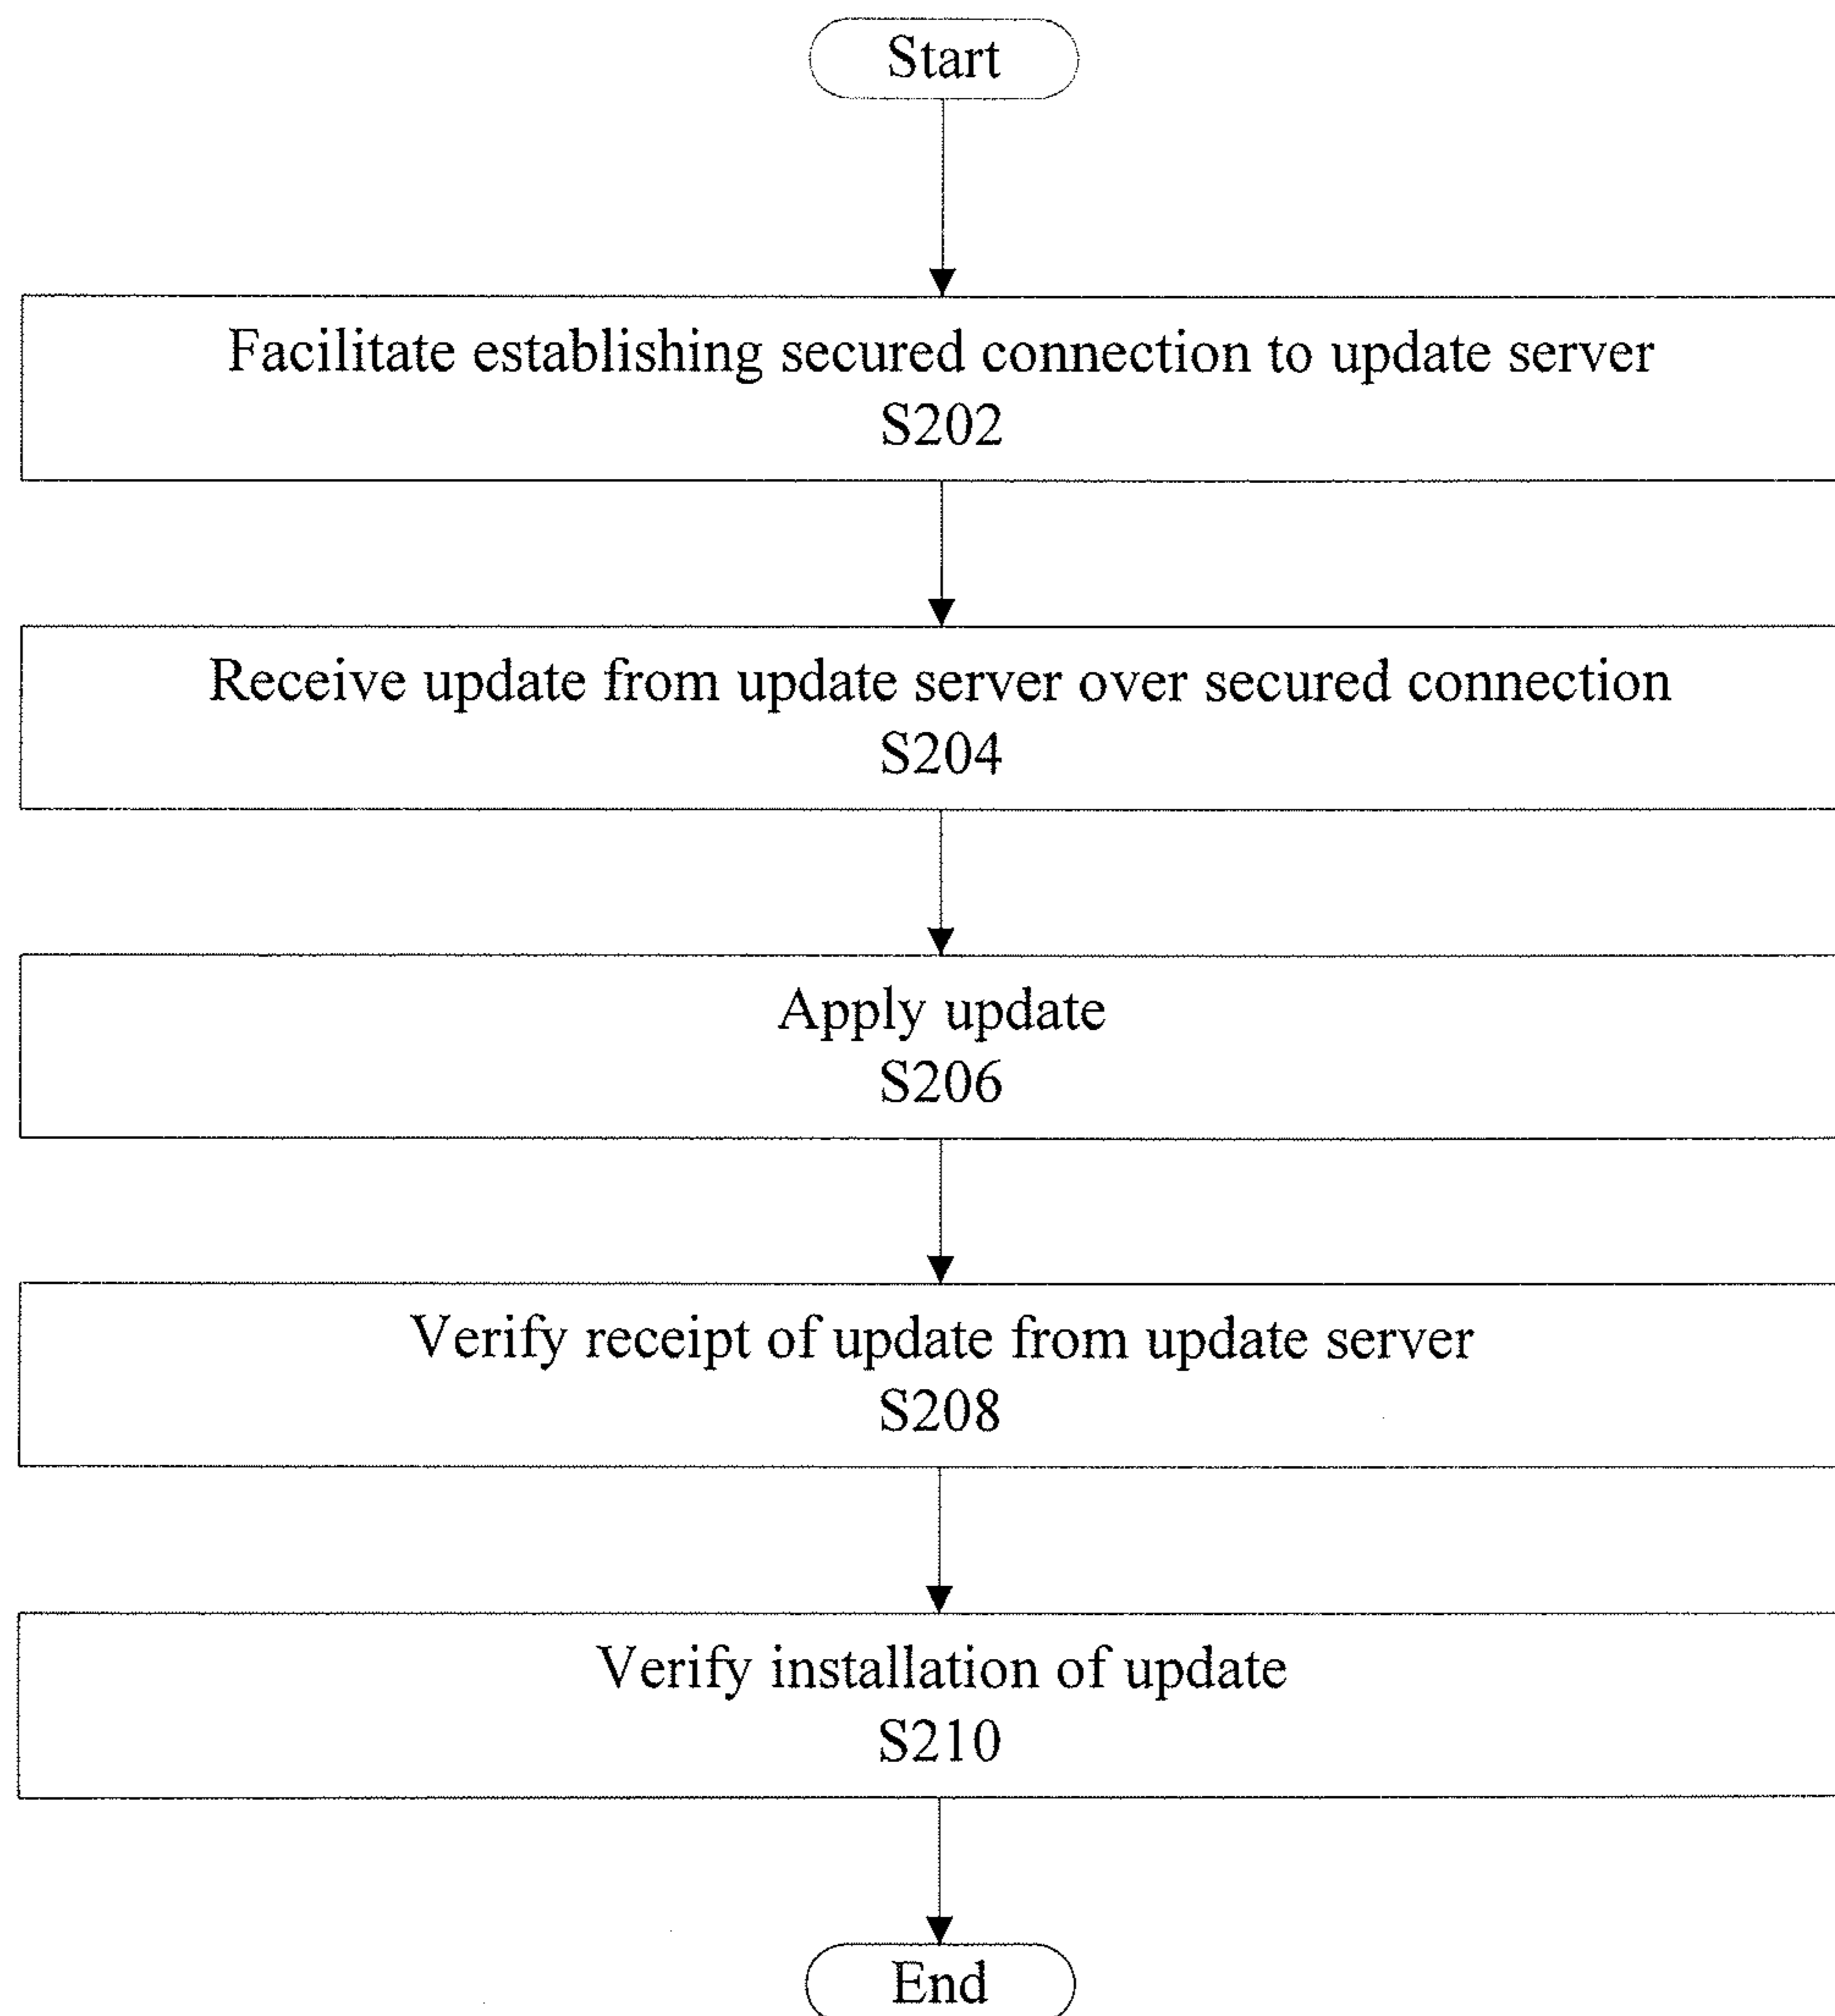 Start
Facilitate establishing secured connection to update server
S202
Receive update from update server over secured connection
S204
Apply update
S206
Verify receipt of update from update server
S208
Verify installation of update
S210
End